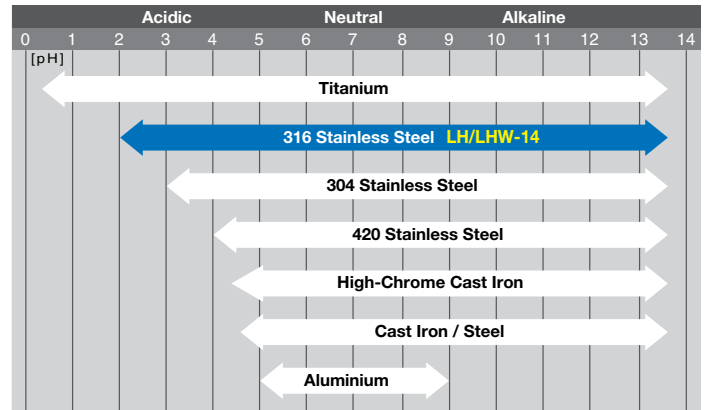 Acidic Neutral Alkaline
0 1 2 3 4 5 6 7 8 9 10 11 12 13 14
[pH]
Titanium
316 Stainless Steel LH/LHW-14
304 Stainless Steel
420 Stainless Steel
High-Chrome Cast Iron
Cast Iron / Steel
Aluminium